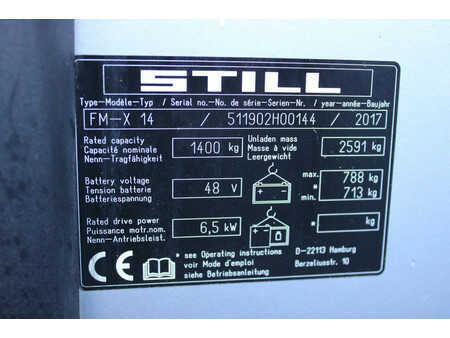 STILL
Type-Modèle-Typ / Serial no.-No. de série-Serien-Nr. / year-année-Baujahr
FM-X 14 / 511902H00144 / 2017
Rated capacity
Capacité nominale
Nenn-Tragfähigkeit
1400 kg
Unladen mass
Masse à vide
Leergewicht
2591 kg
Battery voltage
Tension batterie
Batteriespannung
48 V
max. 788 kg
*
min. 713 kg
Rated drive power
Puissance motr.nom.
Nenn-Antriebsleist.
6,5 kW
* kg
CE
* see Operating instructions
voir Mode d'emploi
siehe Betriebsanleitung
D-22113 Hamburg
Berzeliusstr. 10